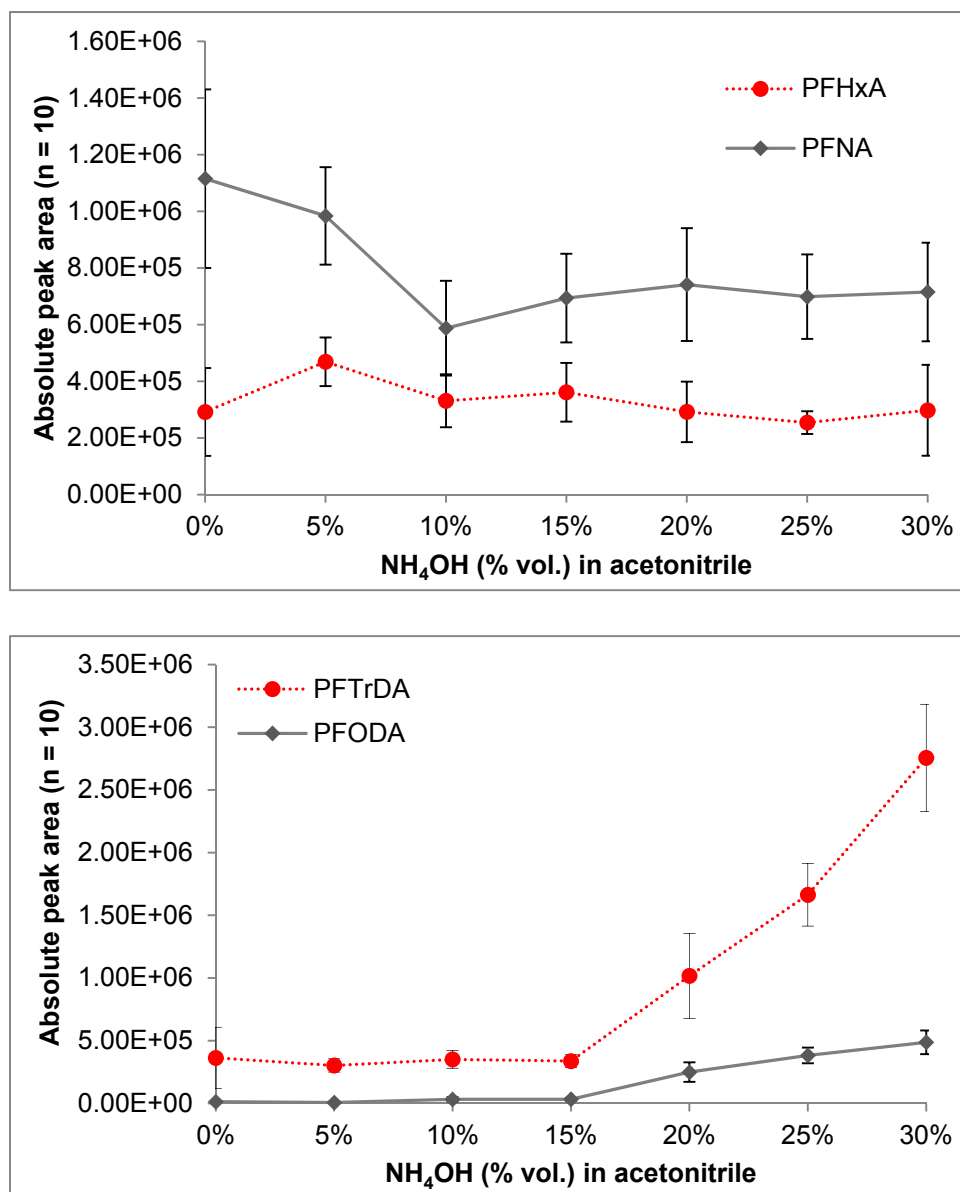 1.60E+06
1.40E+06
1.20E+06
1.00E+06
8.00E+05
6.00E+05
4.00E+05
2.00E+05
0.00E+00
Absolute peak area (n = 10)
PFHxA
PFNA
0% 5% 10% 15% 20% 25% 30%
NH₄OH (% vol.) in acetonitrile
3.50E+06
3.00E+06
2.50E+06
2.00E+06
1.50E+06
1.00E+06
5.00E+05
0.00E+00
Absolute peak area (n = 10)
PFTrDA
PFODA
0% 5% 10% 15% 20% 25% 30%
NH₄OH (% vol.) in acetonitrile